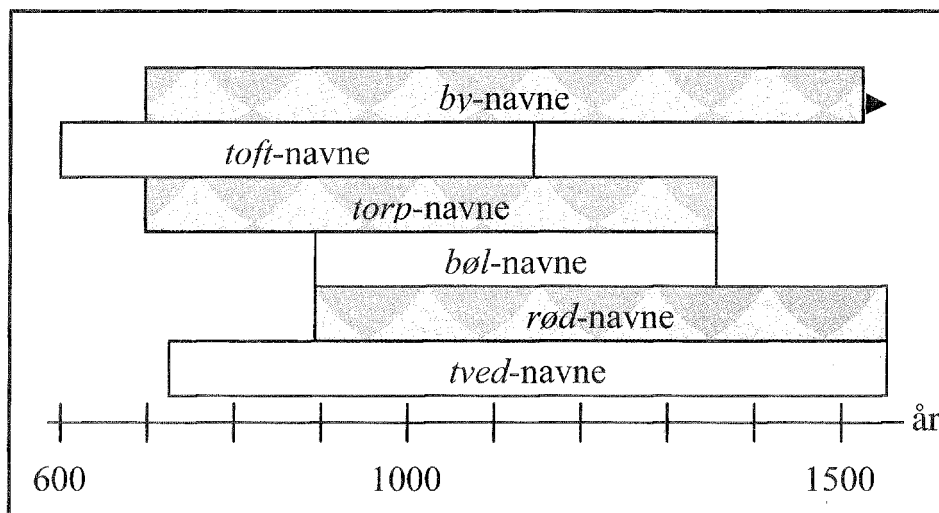 by-navne
toft-navne
torp-navne
bøl-navne
rød-navne
tved-navne
år
600 1000 1500